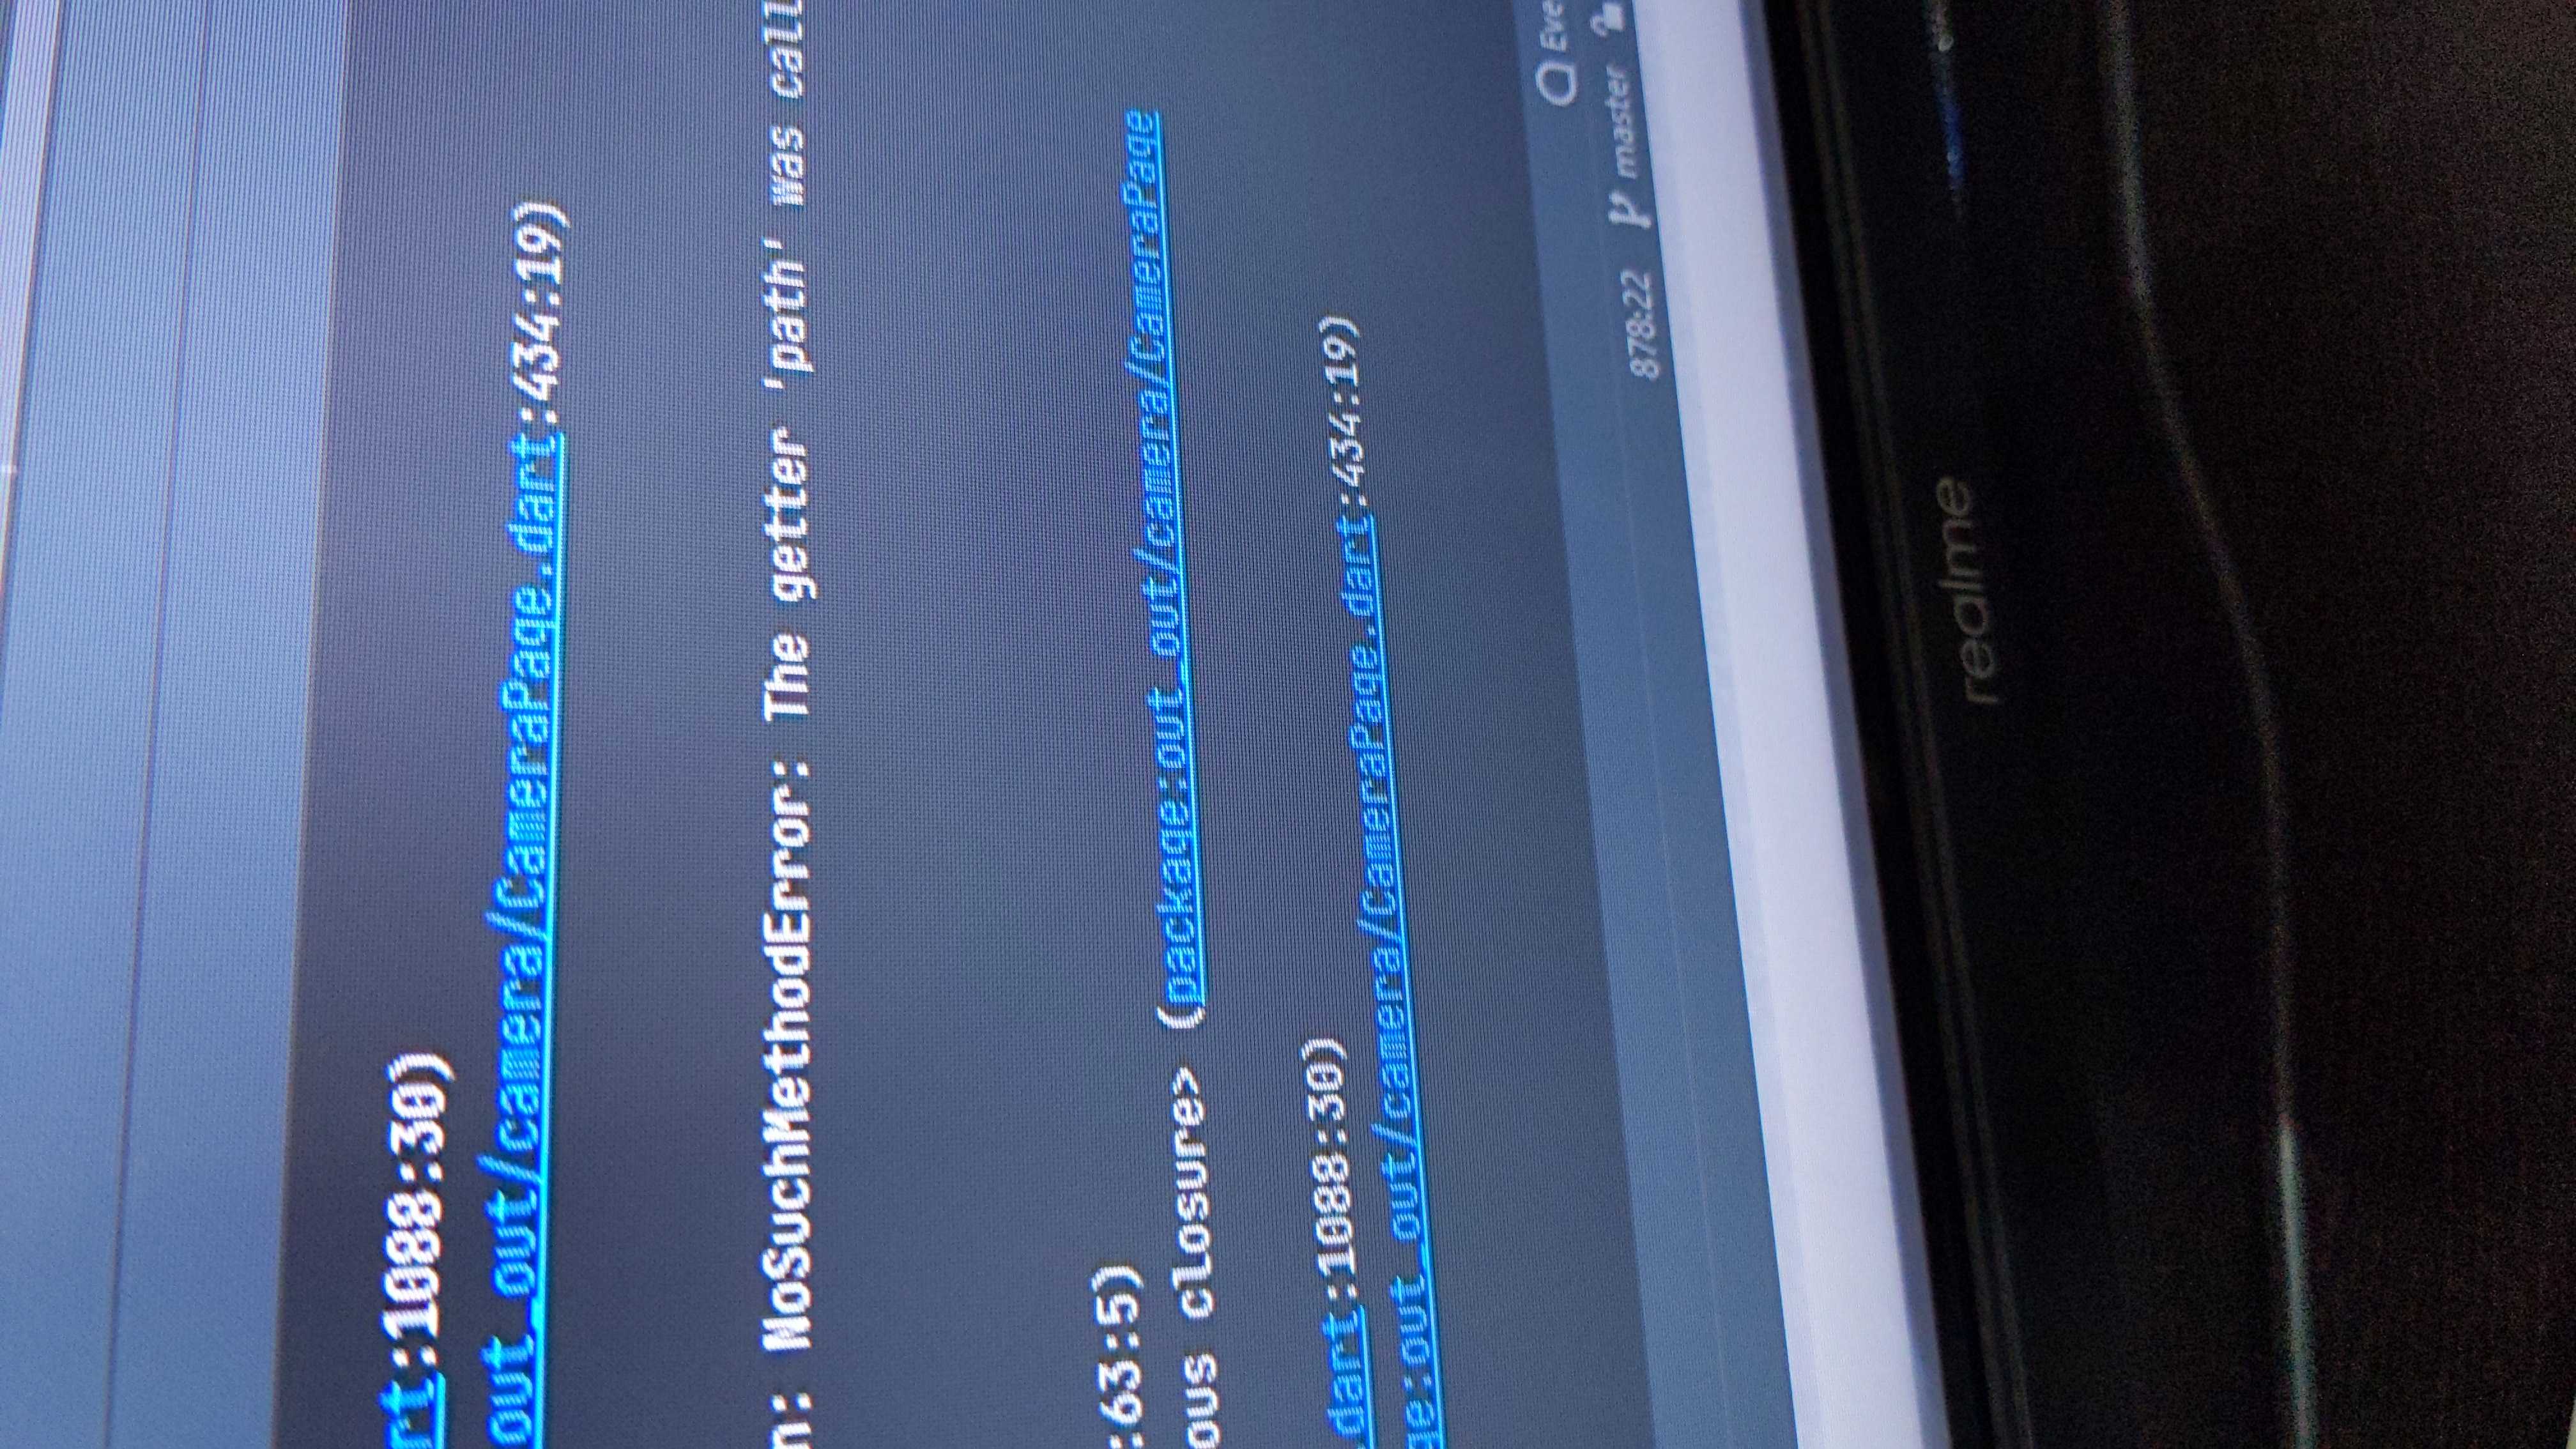 rt:1088:30)
out_out/camera/CameraPage.dart:434:19)
n: NoSuchMethodError: The getter 'path' was call
:63:5)
ous closure> (package:out_out/camera/CameraPage
.dart:1088:30)
ge:out_out/camera/CameraPage.dart:434:19)
Eve
878:22 master
realme